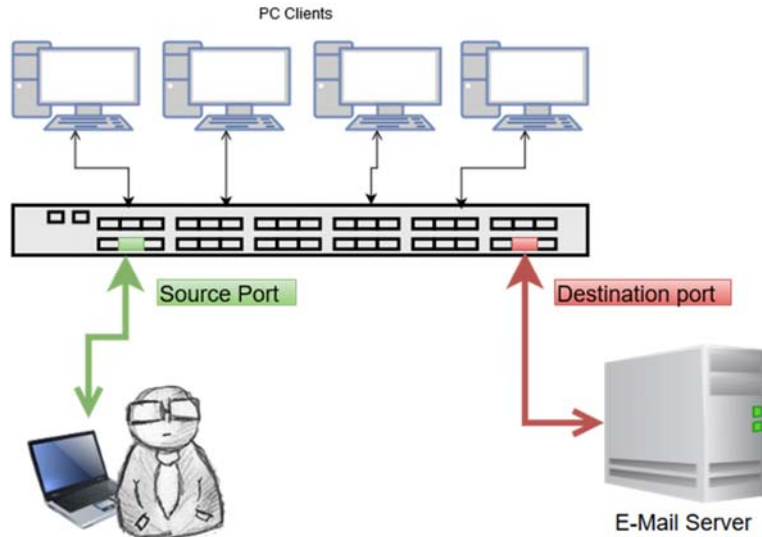 PC Clients
Source Port
Destination port
E-Mail Server